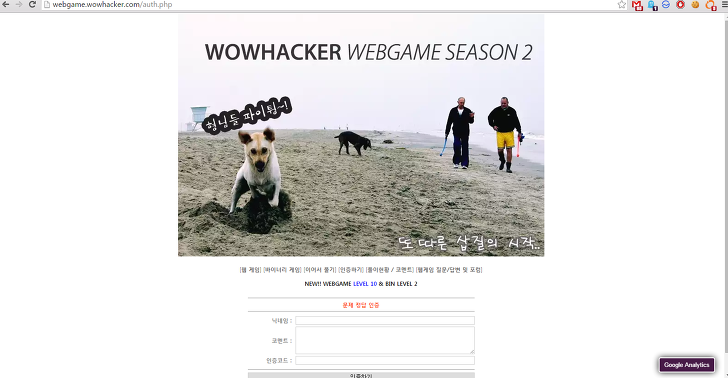 webgame.wowhacker.com/auth.php
WOWHACKER WEBGAME SEASON 2
형님들 파이팅~!
또 다른 삽질의 시작..
[웹 게임] [바이너리 게임] [이어서 풀기] [인증하기] [풀이현황 / 코멘트] [웹게임 질문/답변 및 포럼]
NEW!! WEBGAME LEVEL 10 & BIN LEVEL 2
문제 정답 인증
닉네임 :
코멘트 :
인증코드 :
인증하기
Google Analytics